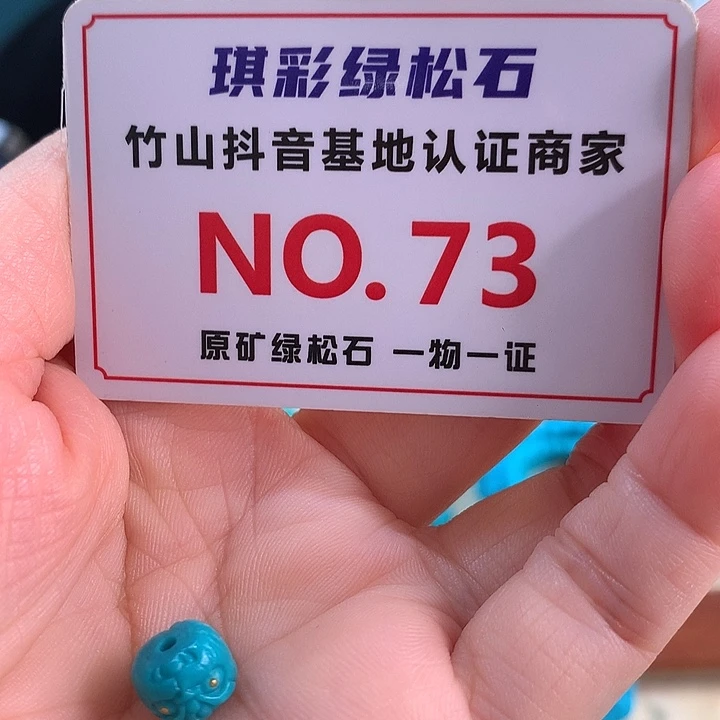 琪彩绿松石
竹山抖音基地认证商家
NO.73
原矿绿松石 一物一证